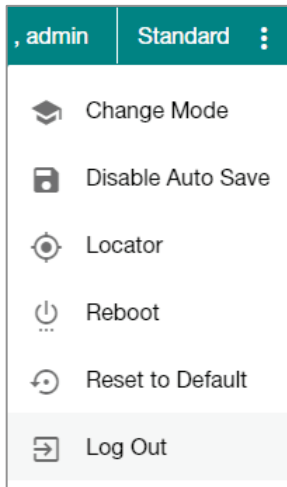 , admin Standard
Change Mode
Disable Auto Save
Locator
Reboot
Reset to Default
Log Out